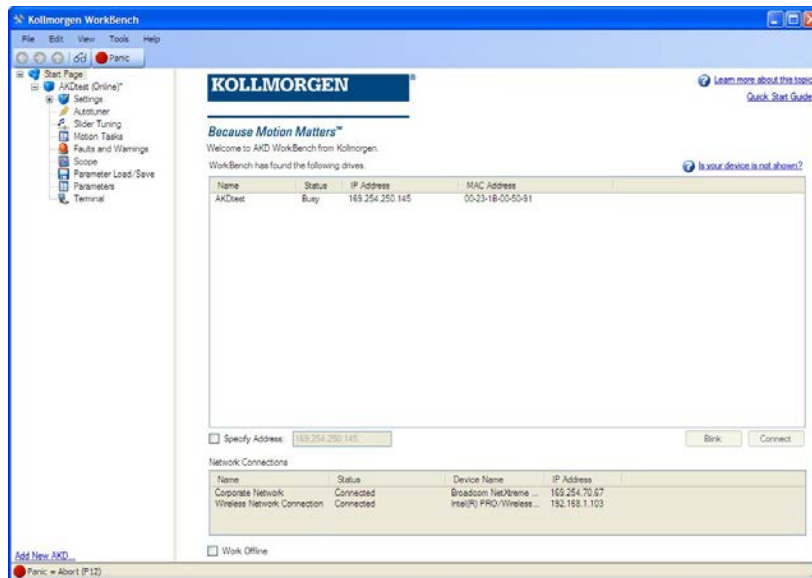 Kollmorgen WorkBench
File Edit View Tools Help
Panic
Start Page
AKDtest (Online)*
Settings
Autotuner
Slider Tuning
Motion Tasks
Faults and Warnings
Scope
Parameter Load/Save
Parameters
Terminal
Add New AKD...
KOLLMORGEN®
Because Motion Matters™
Learn more about this topic
Quick Start Guide
Welcome to AKD WorkBench from Kollmorgen.
WorkBench has found the following drives.
Is your device is not shown?
Name Status IP Address MAC Address
AKDtest Busy 169.254.250.145 00-23-1B-00-50-91
Specify Address: 169.254.250.145 Blink Connect
Network Connections
Name Status Device Name IP Address
Corporate Network Connected Broadcom NetXtreme ... 169.254.70.67
Wireless Network Connection Connected Intel(R) PRO/Wireless... 192.168.1.103
Work Offline
Panic = Abort (F12)